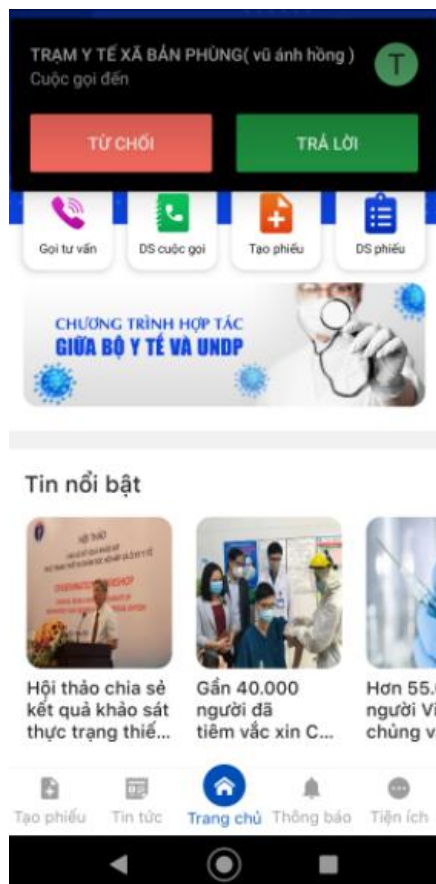 TRẠM Y TẾ XÃ BẢN PHÙNG( vũ ánh hồng )
Cuộc gọi đến
T
TỪ CHỐI
TRẢ LỜI
Gọi tư vấn
DS cuộc gọi
Tạo phiếu
DS phiếu
CHƯƠNG TRÌNH HỢP TÁC
GIỮA BỘ Y TẾ VÀ UNDP
Tin nổi bật
HỘI THẢO
Hội thảo chia sẻ
kết quả khảo sát
thực trạng thiế...
Gần 40.000
người đã
tiêm vắc xin C...
Hơn 55.
người Vi
chủng v
Tạo phiếu
Tin tức
Trang chủ
Thông báo
Tiện ích